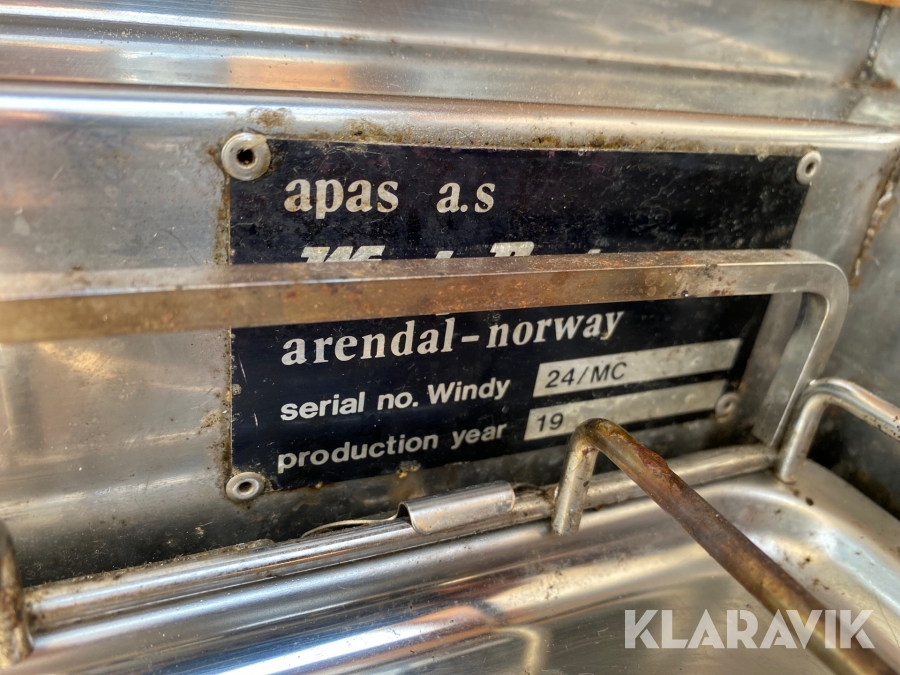 apas a.s
arendal-norway
serial no. Windy 24/MC
production year 19
KLARAVIK